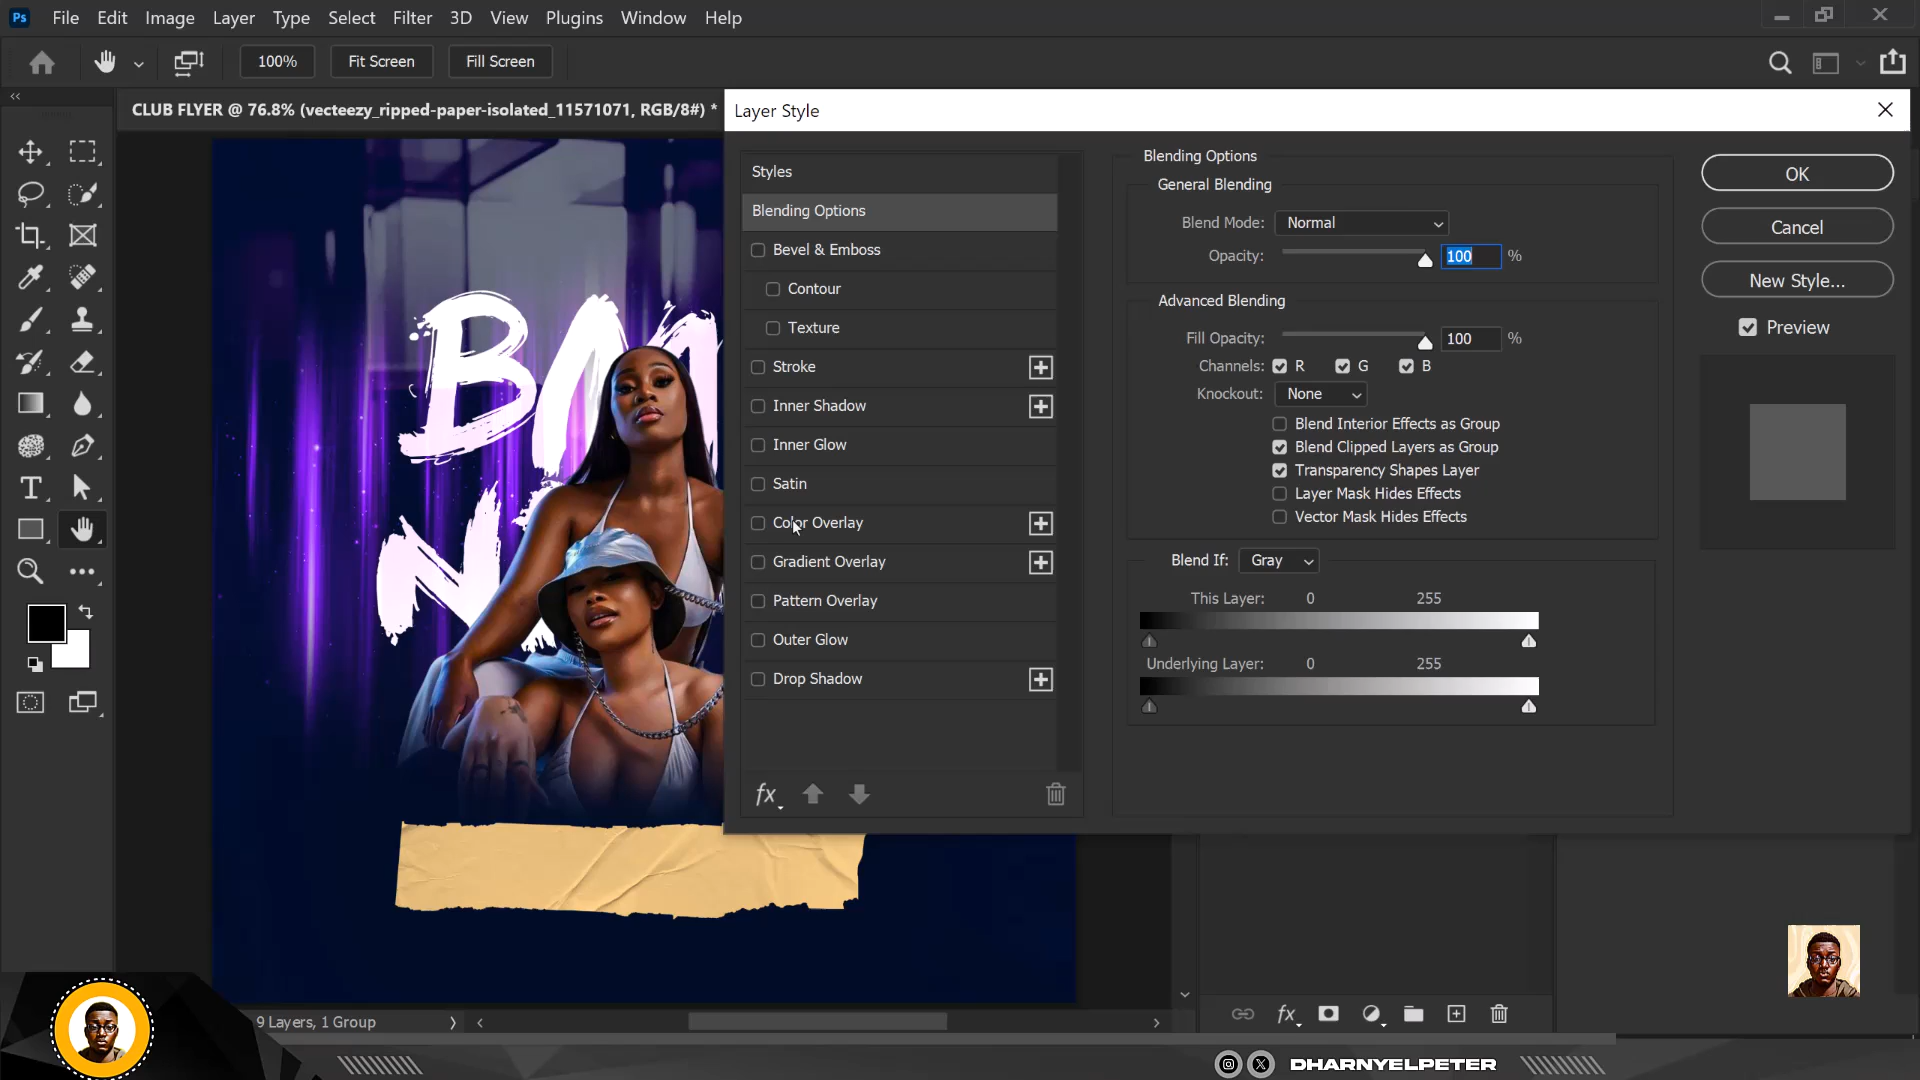 Ps File Edit Image Layer Type Select Filter 3D View Plugins Window Help
100% Fit Screen Fill Screen
CLUB FLYER @ 76.8% (vecteezy_ripped-paper-isolated_11571071, RGB/8#) *
Layer Style
Styles
Blending Options
Bevel & Emboss
Contour
Texture
Stroke
Inner Shadow
Inner Glow
Satin
Color Overlay
Gradient Overlay
Pattern Overlay
Outer Glow
Drop Shadow
fx
Blending Options
General Blending
Blend Mode: Normal
Opacity: 100 %
Advanced Blending
Fill Opacity: 100 %
Channels: R G B
Knockout: None
Blend Interior Effects as Group
Blend Clipped Layers as Group
Transparency Shapes Layer
Layer Mask Hides Effects
Vector Mask Hides Effects
Blend If: Gray
This Layer: 0 255
Underlying Layer: 0 255
OK
Cancel
New Style...
Preview
9 Layers, 1 Group
fx
DHARNYELPETER